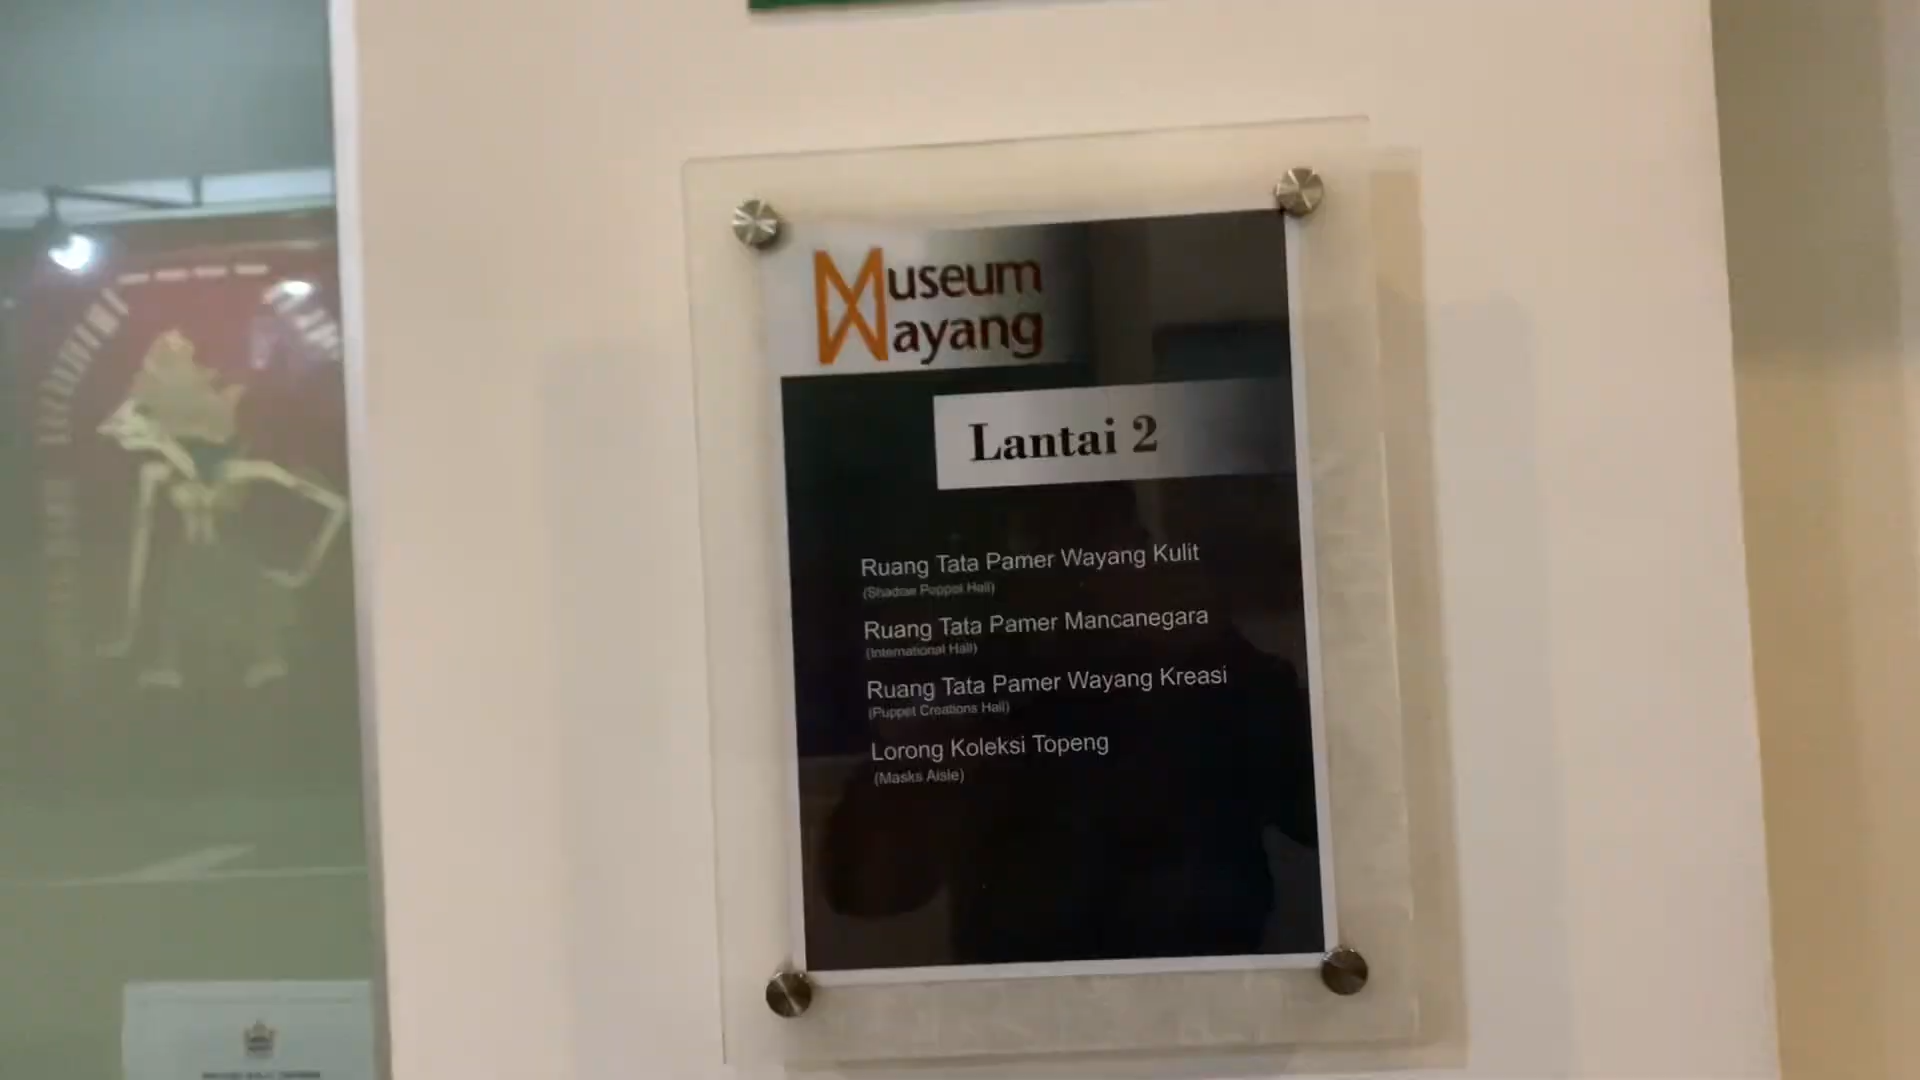 Museum
Wayang
Lantai 2
Ruang Tata Pamer Wayang Kulit
(Shadow Puppet Hall)
Ruang Tata Pamer Mancanegara
(International Hall)
Ruang Tata Pamer Wayang Kreasi
(Puppet Creations Hall)
Lorong Koleksi Topeng
(Masks Aisle)